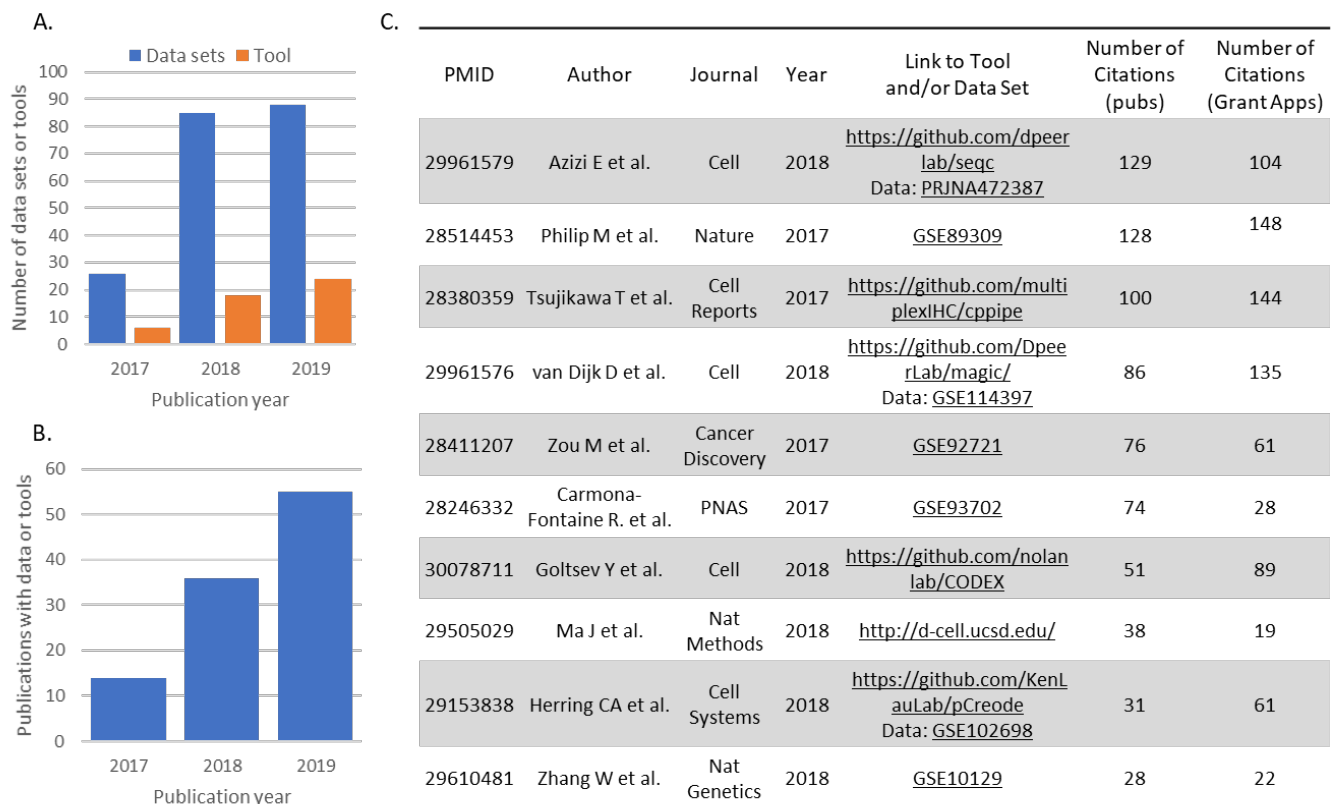 A.
Data sets Tool
Number of data sets or tools
100
90
80
70
60
50
40
30
20
10
0
2017 2018 2019
Publication year
B.
Publications with data or tools
60
50
40
30
20
10
0
2017 2018 2019
Publication year
C.
PMID Author Journal Year Link to Tool and/or Data Set Number of Citations (pubs) Number of Citations (Grant Apps)
29961579 Azizi E et al. Cell 2018 https://github.com/dpeer
lab/seqc
Data: PRJNA472387 129 104
28514453 Philip M et al. Nature 2017 GSE89309 128 148
28380359 Tsujikawa T et al. Cell Reports 2017 https://github.com/multi
plexIHC/cppipe 100 144
29961576 van Dijk D et al. Cell 2018 https://github.com/Dpee
rLab/magic/
Data: GSE114397 86 135
28411207 Zou M et al. Cancer Discovery 2017 GSE92721 76 61
28246332 Carmona-
Fontaine R. et al. PNAS 2017 GSE93702 74 28
30078711 Goltsev Y et al. Cell 2018 https://github.com/nolan
lab/CODEX 51 89
29505029 Ma J et al. Nat Methods 2018 http://d-cell.ucsd.edu/ 38 19
29153838 Herring CA et al. Cell Systems 2018 https://github.com/KenL
auLab/pCreode
Data: GSE102698 31 61
29610481 Zhang W et al. Nat Genetics 2018 GSE10129 28 22